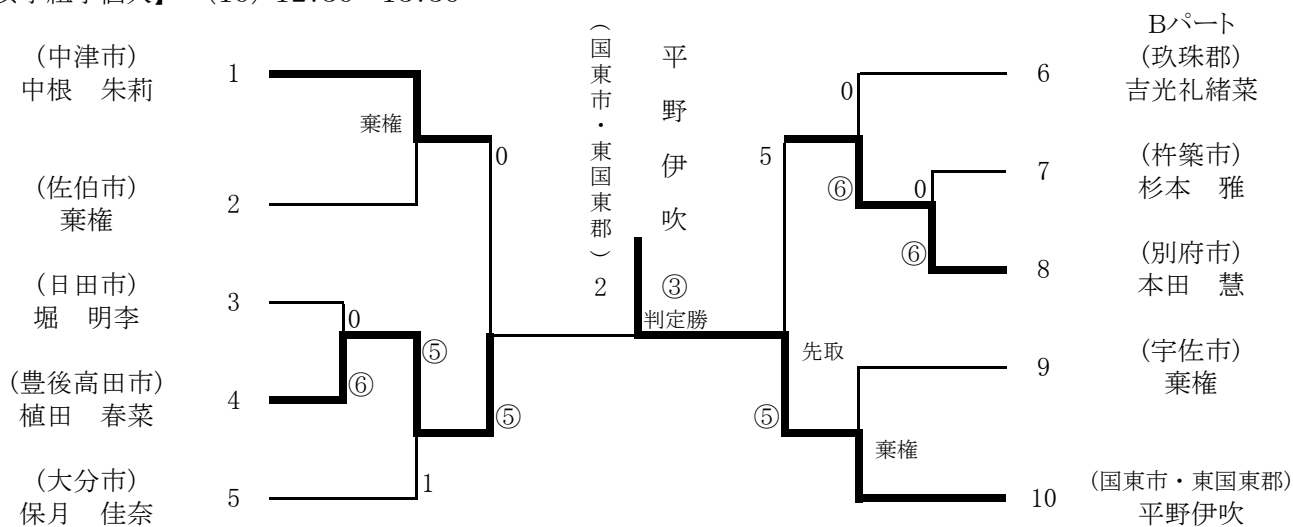 (10) 12:30~13:30
Bパート
(中津市)
中根 朱莉
1
棄権
0
(佐伯市)
棄権
2
(日田市)
堀 明李
3
0
⑤
(豊後高田市)
植田 春菜
4
⑥
⑤
(大分市)
保月 佳奈
5
1
(国東市・東国東郡)
2
平野伊吹
③
判定勝
(玖珠郡)
吉光礼緒菜
6
0
5
(杵築市)
杉本 雅
7
0
⑥
(別府市)
本田 慧
8
⑥
先取
(宇佐市)
棄権
9
⑤
棄権
(国東市・東国東郡)
平野伊吹
10